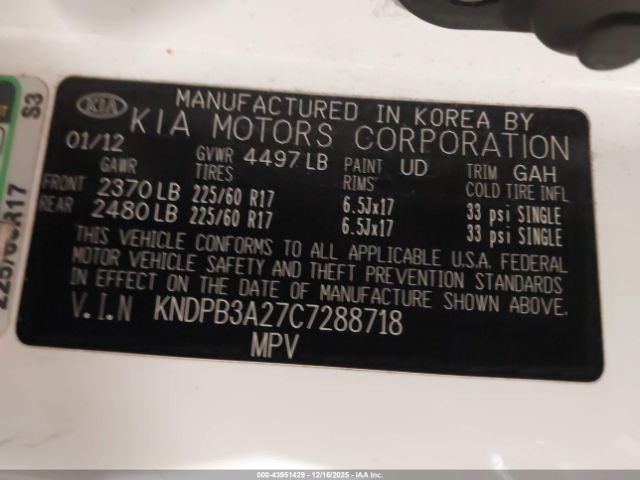 KIA
MANUFACTURED IN KOREA BY
KIA MOTORS CORPORATION
01/12 GVWR 4497 LB PAINT UD TRIM GAH
GAWR TIRES RIMS COLD TIRE INFL
FRONT 2370 LB 225/60 R17 6.5Jx17 33 psi SINGLE
REAR 2480 LB 225/60 R17 6.5Jx17 33 psi SINGLE
THIS VEHICLE CONFORMS TO ALL APPLICABLE U.S.A. FEDERAL
MOTOR VEHICLE SAFETY AND THEFT PREVENTION STANDARDS
IN EFFECT ON THE DATE OF MANUFACTURE SHOWN ABOVE.
V.I.N KNDPB3A27C7288718
MPV
S3
225/60R17
000-43951429 - 12/16/2025 - IAAI, Inc.